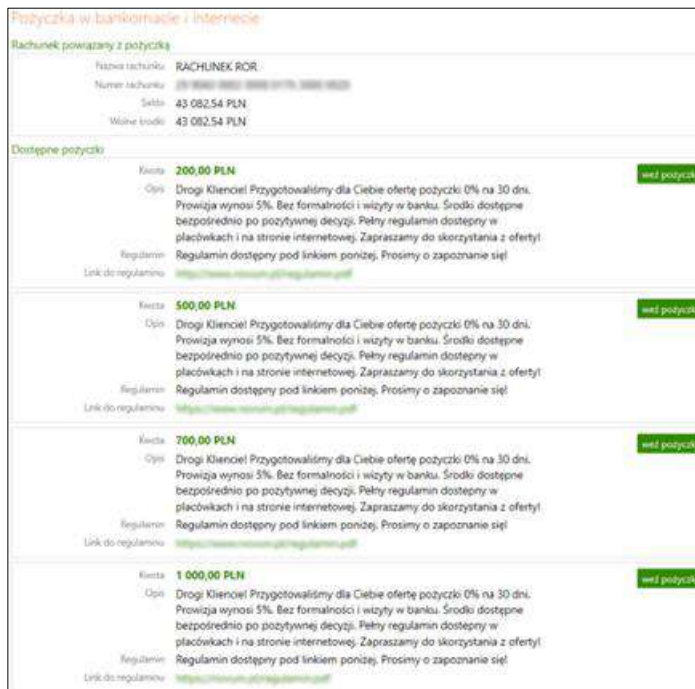 Pożyczka w bankomacie i internecie
Rachunek powiązany z pożyczką
Nazwa rachunku RACHUNEK ROR
Numer rachunku
Saldo 43 082,54 PLN
Wolne środki 43 082,54 PLN
Dostępne pożyczki
Kwota 200,00 PLN weź pożyczk
Opis Drogi Kliencie! Przygotowaliśmy dla Ciebie ofertę pożyczki 0% na 30 dni.
Prowizja wynosi 5%. Bez formalności i wizyty w banku. Środki dostępne
bezpośrednio po pozytywnej decyzji. Pełny regulamin dostępny w
placówkach i na stronie internetowej. Zapraszamy do skorzystania z oferty!
Regulamin Regulamin dostępny pod linkiem poniżej. Prosimy o zapoznanie się!
Link do regulaminu
Kwota 500,00 PLN weź pożyczk
Opis Drogi Kliencie! Przygotowaliśmy dla Ciebie ofertę pożyczki 0% na 30 dni.
Prowizja wynosi 5%. Bez formalności i wizyty w banku. Środki dostępne
bezpośrednio po pozytywnej decyzji. Pełny regulamin dostępny w
placówkach i na stronie internetowej. Zapraszamy do skorzystania z oferty!
Regulamin Regulamin dostępny pod linkiem poniżej. Prosimy o zapoznanie się!
Link do regulaminu
Kwota 700,00 PLN weź pożyczk
Opis Drogi Kliencie! Przygotowaliśmy dla Ciebie ofertę pożyczki 0% na 30 dni.
Prowizja wynosi 5%. Bez formalności i wizyty w banku. Środki dostępne
bezpośrednio po pozytywnej decyzji. Pełny regulamin dostępny w
placówkach i na stronie internetowej. Zapraszamy do skorzystania z oferty!
Regulamin Regulamin dostępny pod linkiem poniżej. Prosimy o zapoznanie się!
Link do regulaminu
Kwota 1 000,00 PLN weź pożyczk
Opis Drogi Kliencie! Przygotowaliśmy dla Ciebie ofertę pożyczki 0% na 30 dni.
Prowizja wynosi 5%. Bez formalności i wizyty w banku. Środki dostępne
bezpośrednio po pozytywnej decyzji. Pełny regulamin dostępny w
placówkach i na stronie internetowej. Zapraszamy do skorzystania z oferty!
Regulamin Regulamin dostępny pod linkiem poniżej. Prosimy o zapoznanie się!
Link do regulaminu